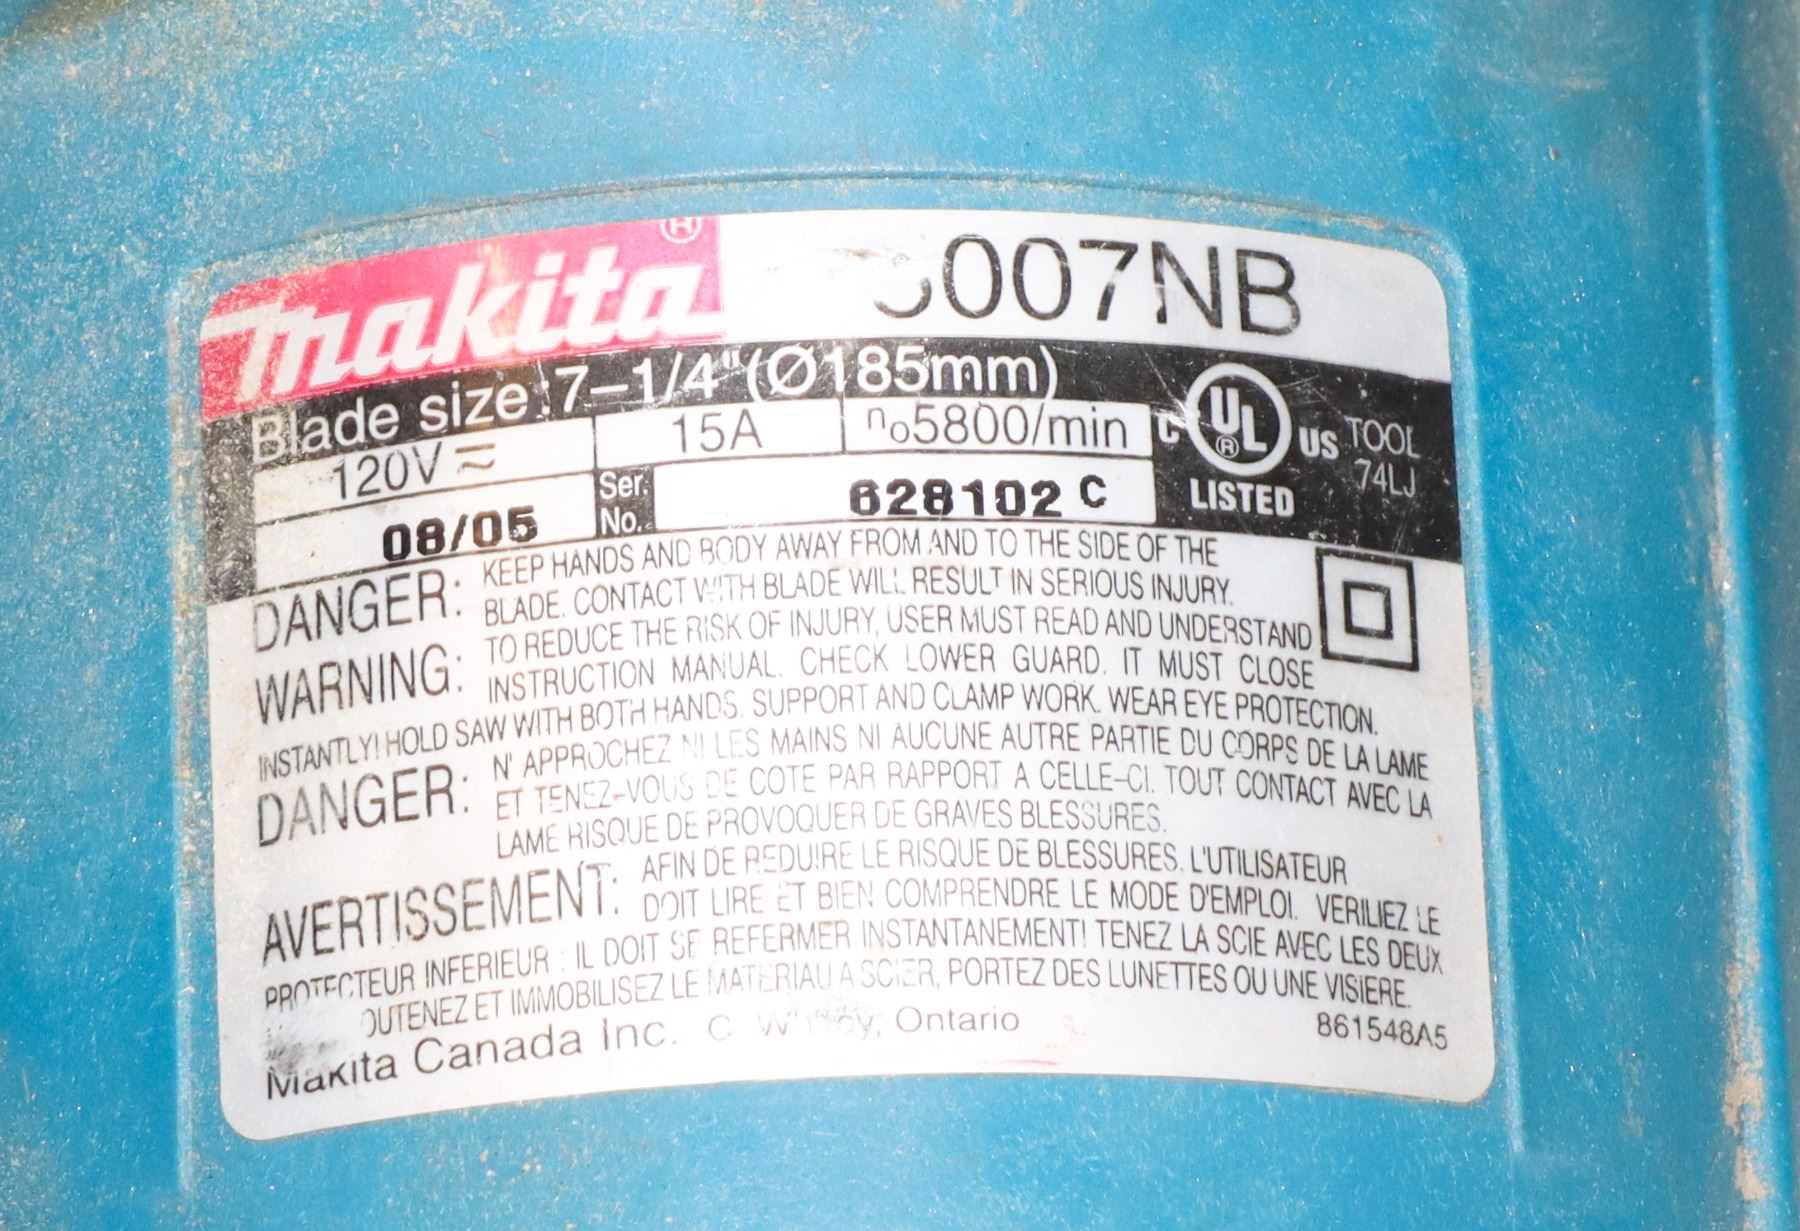 makita®
007NB
Blade size:7-1/4"(Ø185mm)
120V⎓ 15A n₀5800/min
08/05 Ser. No. 628102 C
C UL® US LISTED
TOOL
74LJ
DANGER: KEEP HANDS AND BODY AWAY FROM AND TO THE SIDE OF THE
BLADE. CONTACT WITH BLADE WILL RESULT IN SERIOUS INJURY.
WARNING: TO REDUCE THE RISK OF INJURY, USER MUST READ AND UNDERSTAND
INSTRUCTION MANUAL. CHECK LOWER GUARD. IT MUST CLOSE
INSTANTLY! HOLD SAW WITH BOTH HANDS. SUPPORT AND CLAMP WORK. WEAR EYE PROTECTION.
DANGER: N' APPROCHEZ NI LES MAINS NI AUCUNE AUTRE PARTIE DU CORPS DE LA LAME
ET TENEZ-VOUS DE COTE PAR RAPPORT A CELLE-CI. TOUT CONTACT AVEC LA
LAME RISQUE DE PROVOQUER DE GRAVES BLESSURES.
AVERTISSEMENT: AFIN DE REDUIRE LE RISQUE DE BLESSURES. L'UTILISATEUR
DOIT LIRE ET BIEN COMPRENDRE LE MODE D'EMPLOI. VERILIEZ LE
PROTECTEUR INFERIEUR : IL DOIT SE REFERMER INSTANTANEMENT! TENEZ LA SCIE AVEC LES DEUX
OUTENEZ ET IMMOBILISEZ LE MATERIAU A SCIER, PORTEZ DES LUNETTES OU UNE VISIERE.
Makita Canada Inc. Ontario
861548A5